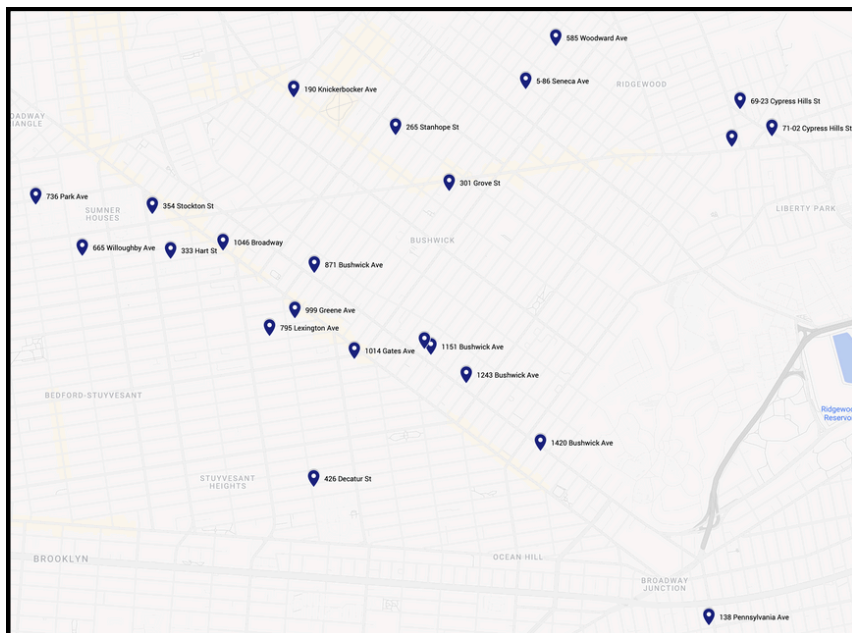 585 Woodward Ave
5-86 Seneca Ave
RIDGEWOOD
190 Knickerbocker Ave
69-23 Cypress Hills St
OADWAY
IANGLE
265 Stanhope St
71-02 Cypress Hills St
301 Grove St
736 Park Ave
354 Stockton St
SUMNER
HOUSES
LIBERTY PARK
665 Willoughby Ave
333 Hart St
1046 Broadway
BUSHWICK
871 Bushwick Ave
999 Greene Ave
795 Lexington Ave
1014 Gates Ave
1151 Bushwick Ave
1243 Bushwick Ave
BEDFORD-STUYVESANT
Ridgewoo
Reservo
1420 Bushwick Ave
STUYVESANT
HEIGHTS
426 Decatur St
BROOKLYN
OCEAN HILL
BROADWAY
JUNCTION
138 Pennsylvania Ave